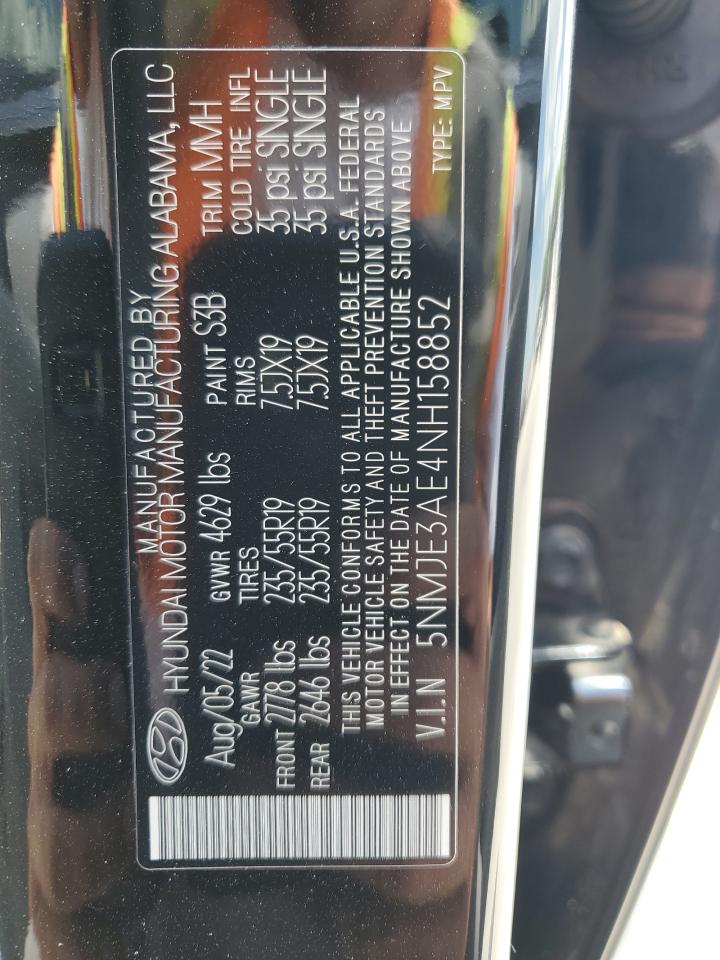 MANUFACTURED BY
HYUNDAI MOTOR MANUFACTURING ALABAMA, LLC
Aug/05/22 GVWR 4629 lbs PAINT S3B TRIM MMH
GAWR TIRES RIMS COLD TIRE INFL
FRONT 2778 lbs 235/55R19 7.5JX19 35 psi SINGLE
REAR 2646 lbs 235/55R19 7.5JX19 35 psi SINGLE
THIS VEHICLE CONFORMS TO ALL APPLICABLE U.S.A. FEDERAL
MOTOR VEHICLE SAFETY AND THEFT PREVENTION STANDARDS
IN EFFECT ON THE DATE OF MANUFACTURE SHOWN ABOVE
V.I.N 5NMJE3AE4NH158852 TYPE: MPV